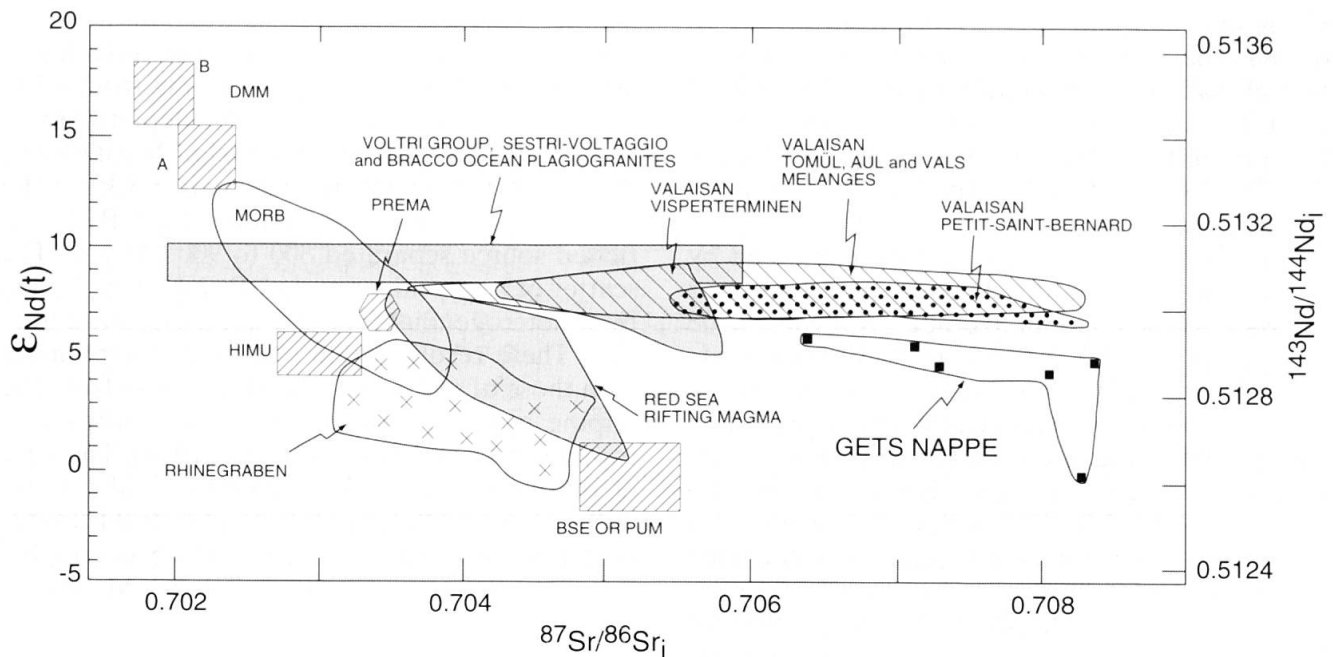 20
15
10
5
0
-5
εNd(t)
0.702
0.704
0.706
0.708
87Sr/86Sri
0.5136
0.5132
0.5128
0.5124
143Nd/144Ndi
B
DMM
A
MORB
PREMA
HIMU
RHINEGRABEN
VOLTRI GROUP, SESTRI-VOLTAGGIO
and BRACCO OCEAN PLAGIOGRANITES
VALAISAN
VISPERTERMINEN
VALAISAN
TOMÜL, AUL and VALS
MELANGES
VALAISAN
PETIT-SAINT-BERNARD
RED SEA
RIFTING MAGMA
GETS NAPPE
BSE OR PUM